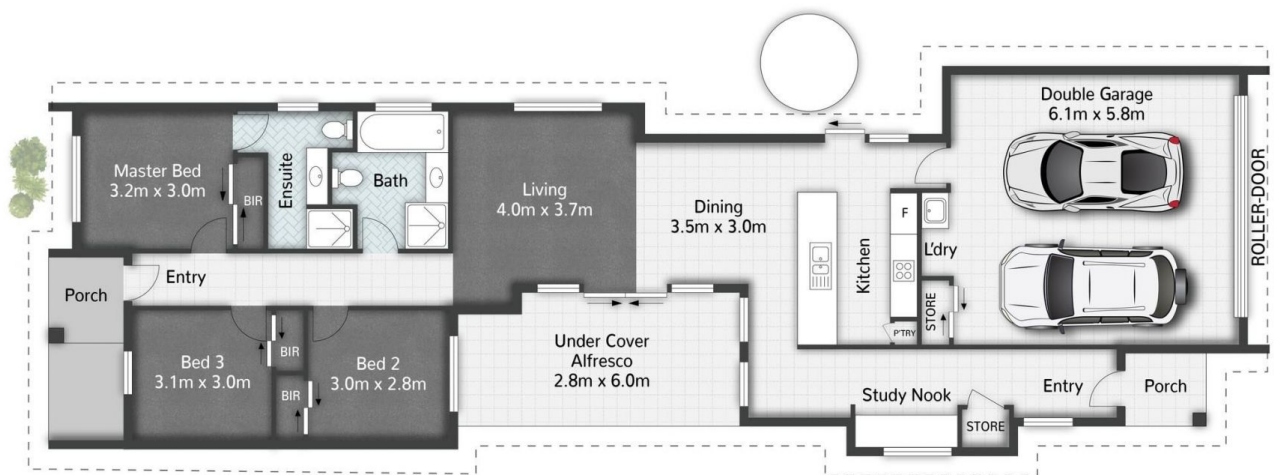 Master Bed
3.2m x 3.0m
BIR
Ensuite
Bath
Living
4.0m x 3.7m
Dining
3.5m x 3.0m
Kitchen
F
P'TRY
L'dry
STORE
Double Garage
6.1m x 5.8m
ROLLER-DOOR
Porch
Entry
Bed 3
3.1m x 3.0m
BIR
BIR
Bed 2
3.0m x 2.8m
Under Cover
Alfresco
2.8m x 6.0m
Study Nook
STORE
Entry
Porch